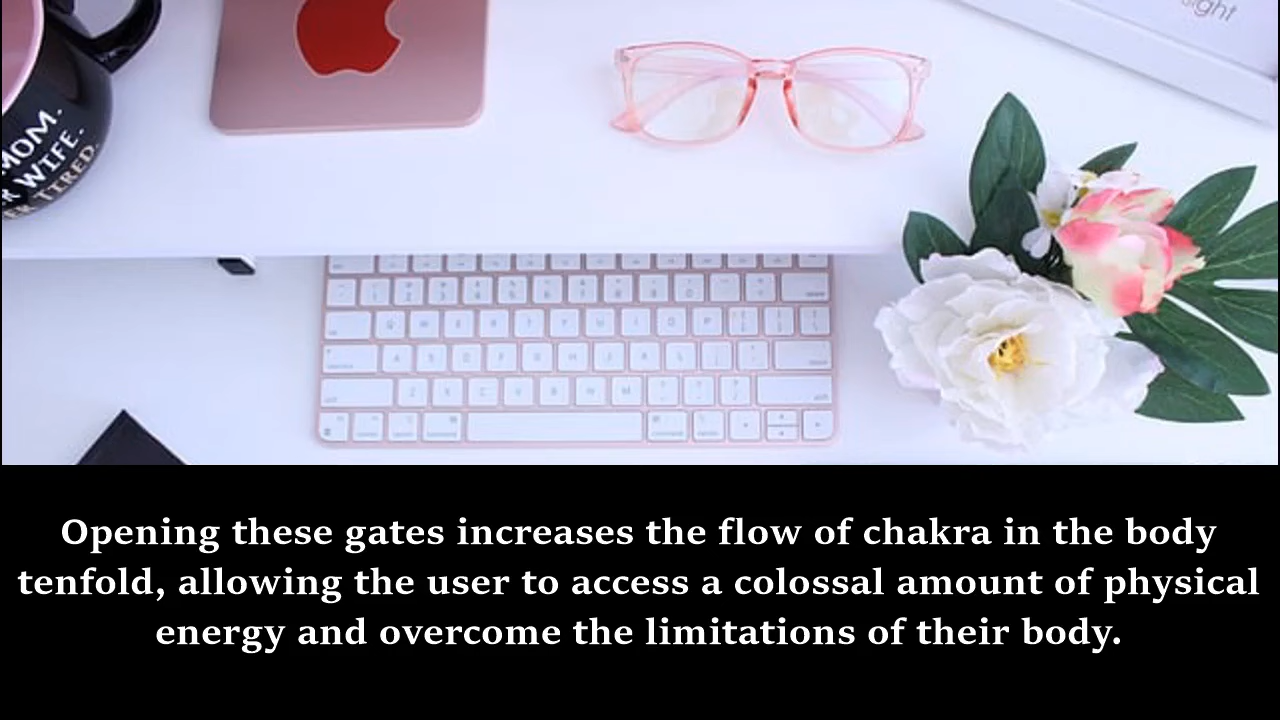 MOM.
WIFE.
TIRED.
Opening these gates increases the flow of chakra in the body
tenfold, allowing the user to access a colossal amount of physical
energy and overcome the limitations of their body.